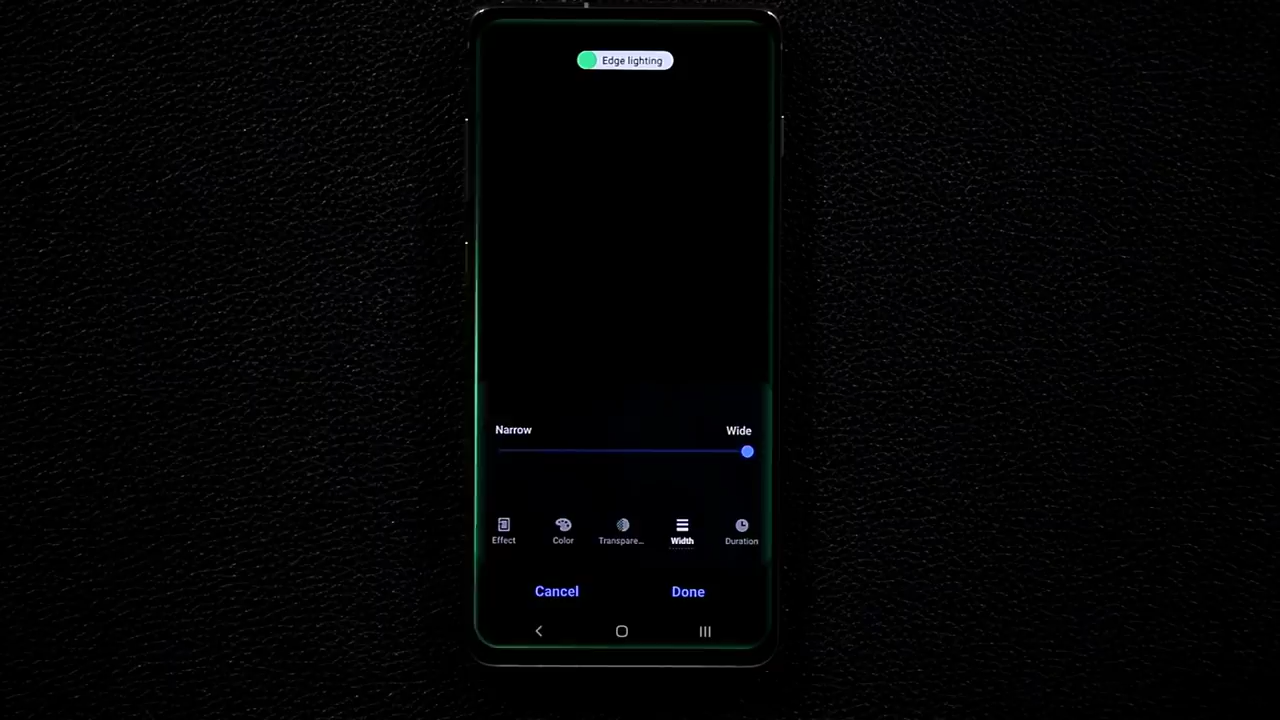 Edge lighting
Narrow
Wide
Effect
Color
Transpare...
Width
Duration
Cancel
Done